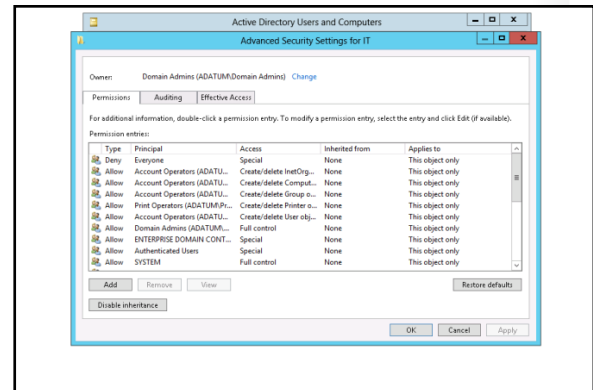 Active Directory Users and Computers
Advanced Security Settings for IT
Owner: Domain Admins (ADATUM\Domain Admins) Change
Permissions Auditing Effective Access
For additional information, double-click a permission entry. To modify a permission entry, select the entry and click Edit (if available).
Permission entries:
Type Principal Access Inherited from Applies to
Deny Everyone Special None This object only
Allow Account Operators (ADATU... Create/delete InetOrg... None This object only
Allow Account Operators (ADATU... Create/delete Comput... None This object only
Allow Account Operators (ADATU... Create/delete Group o... None This object only
Allow Print Operators (ADATUM\Pr... Create/delete Printer o... None This object only
Allow Account Operators (ADATU... Create/delete User obj... None This object only
Allow Domain Admins (ADATUM\... Full control None This object only
Allow ENTERPRISE DOMAIN CONT... Special None This object only
Allow Authenticated Users Special None This object only
Allow SYSTEM Full control None This object only
Add Remove View Restore defaults
Disable inheritance
OK Cancel Apply